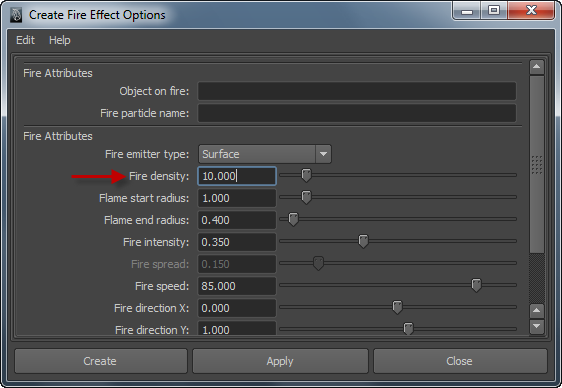 Create Fire Effect Options
Edit Help
Fire Attributes
Object on fire:
Fire particle name:
Fire Attributes
Fire emitter type: Surface
Fire density: 10.000
Flame start radius: 1.000
Flame end radius: 0.400
Fire intensity: 0.350
Fire spread: 0.150
Fire speed: 85.000
Fire direction X: 0.000
Fire direction Y: 1.000
Create Apply Close